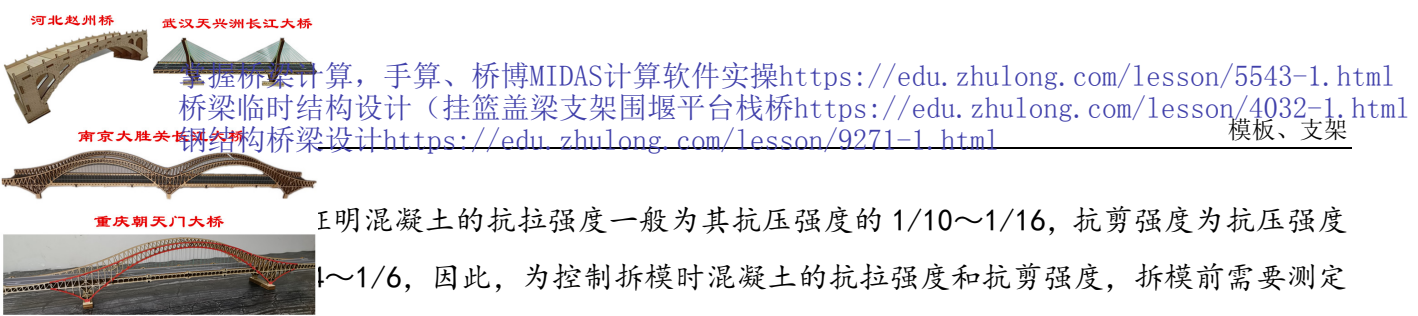 河北赵州桥
武汉天兴洲长江大桥
掌握桥梁计算，手算、桥博MIDAS计算软件实操https://edu.zhulong.com/lesson/5543-1.html
桥梁临时结构设计（挂篮盖梁支架围堰平台栈桥https://edu.zhulong.com/lesson/4032-1.html
南京大胜关长江大桥
钢结构桥梁设计https://edu.zhulong.com/lesson/9271-1.html
模板、支架
重庆朝天门大桥
证明混凝土的抗拉强度一般为其抗压强度的 1/10～1/16，抗剪强度为抗压强度
～1/6，因此，为控制拆模时混凝土的抗拉强度和抗剪强度，拆模前需要测定